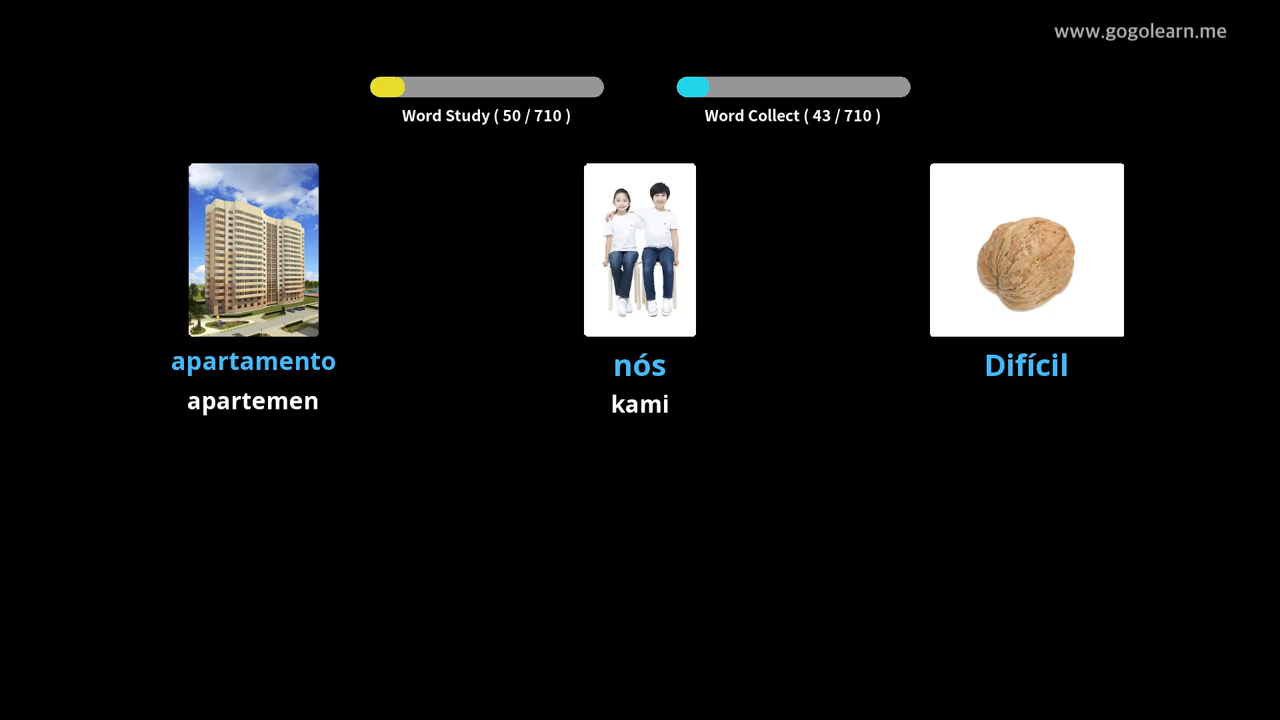 www.gogolearn.me
Word Study ( 50 / 710 )
Word Collect ( 43 / 710 )
apartamento
apartemen
nós
kami
Difícil